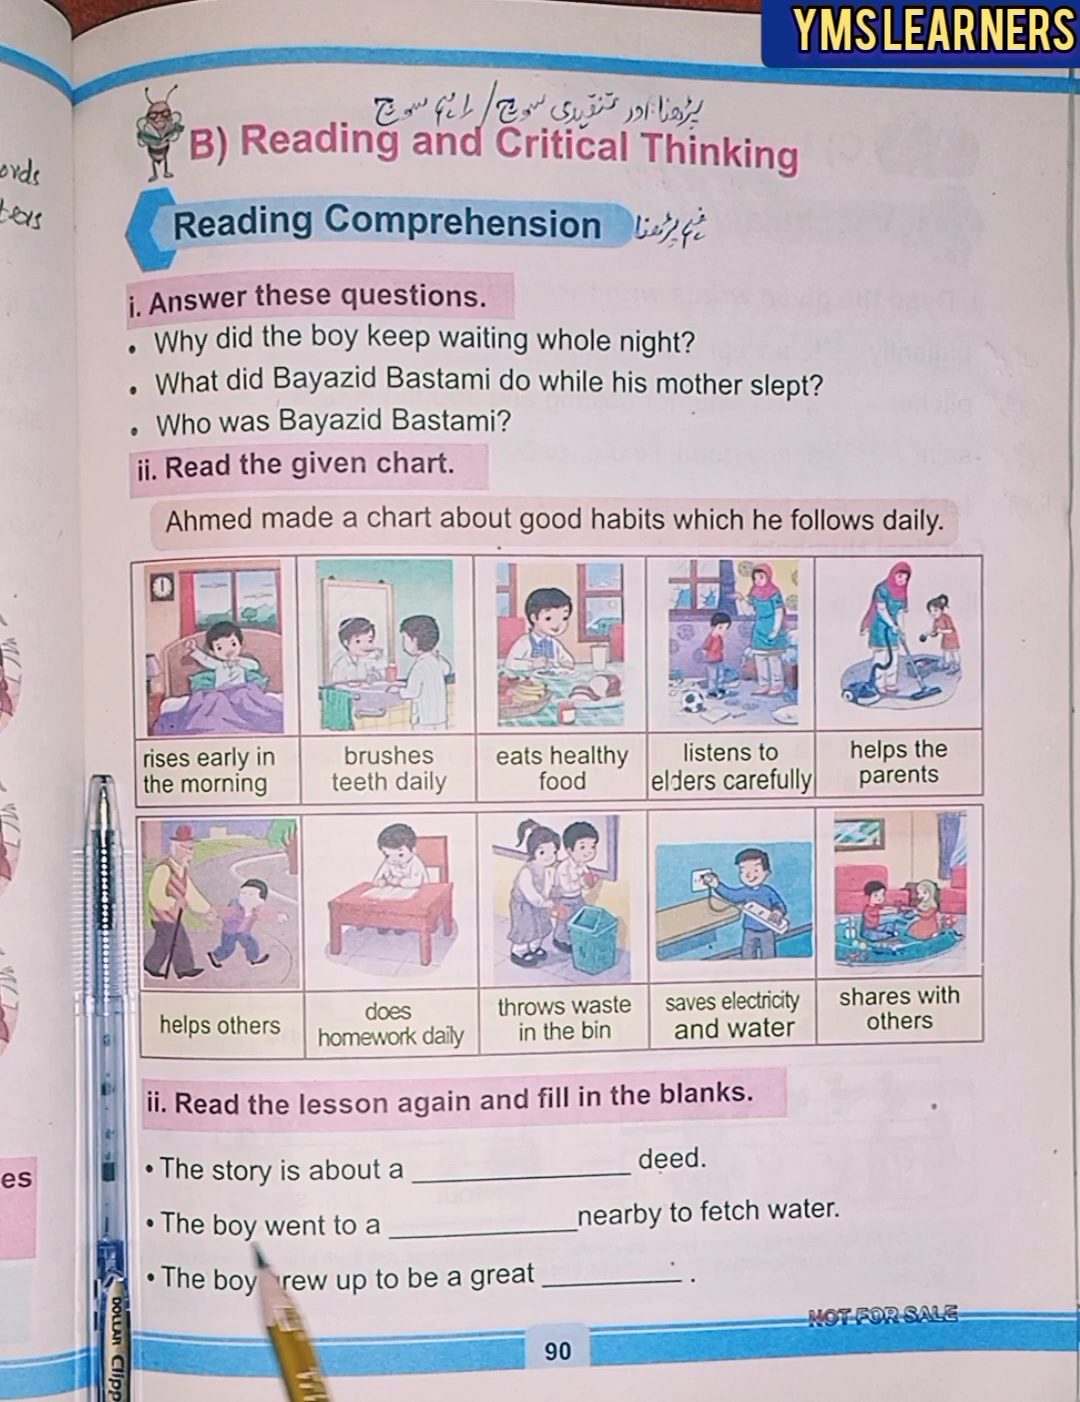 YMS LEARNERS
ords
پڑھنا اور تنقیدی سوچ /
B) Reading and Critical Thinking
Reading Comprehension
i. Answer these questions.
• Why did the boy keep waiting whole night?
• What did Bayazid Bastami do while his mother slept?
• Who was Bayazid Bastami?
ii. Read the given chart.
Ahmed made a chart about good habits which he follows daily.
rises early in
the morning
brushes
teeth daily
eats healthy
food
listens to
elders carefully
helps the
parents
helps others
does
homework daily
throws waste
in the bin
saves electricity
and water
shares with
others
ii. Read the lesson again and fill in the blanks.
• The story is about a ____________ deed.
• The boy went to a ____________ nearby to fetch water.
• The boy rew up to be a great ____________ .
es
NOT FOR SALE
90
DOLLAR Clipp